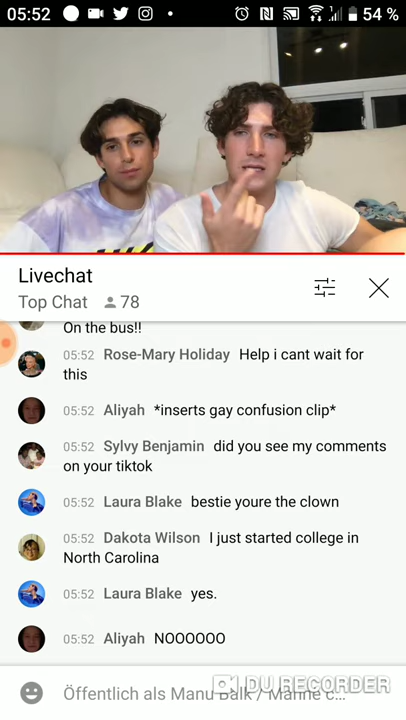 05:52
54 %
Livechat
Top Chat 78
On the bus!!
05:52 Rose-Mary Holiday Help i cant wait for
this
05:52 Aliyah *inserts gay confusion clip*
05:52 Sylvy Benjamin did you see my comments
on your tiktok
05:52 Laura Blake bestie youre the clown
05:52 Dakota Wilson I just started college in
North Carolina
05:52 Laura Blake yes.
05:52 Aliyah NOOOOOO
DU RECORDER
Öffentlich als Manu Balk / Manne c...